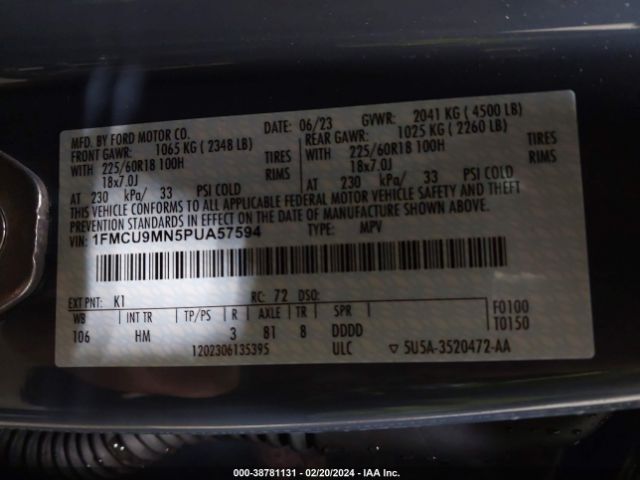 MFD. BY FORD MOTOR CO. DATE: 06/23 GVWR: 2041 KG ( 4500 LB)
FRONT GAWR: 1065 KG ( 2348 LB) REAR GAWR: 1025 KG ( 2260 LB)
WITH 225/60R18 100H TIRES WITH 225/60R18 100H TIRES
18x7.0J RIMS 18x7.0J RIMS
AT 230 kPa/ 33 PSI COLD AT 230 kPa/ 33 PSI COLD
THIS VEHICLE CONFORMS TO ALL APPLICABLE FEDERAL MOTOR VEHICLE SAFETY AND THEFT
PREVENTION STANDARDS IN EFFECT ON THE DATE OF MANUFACTURE SHOWN ABOVE.
VIN: 1FMCU9MN5PUA57594 TYPE: MPV
EXT PNT: K1 RC: 72 DSO: F0100
WB INT TR TP/PS R AXLE TR SPR T0150
106 HM 3 81 8 DDDD
1202306135395 ULC ▽ 5U5A-3520472-AA
000-38781131 - 02/20/2024 - IAA Inc.